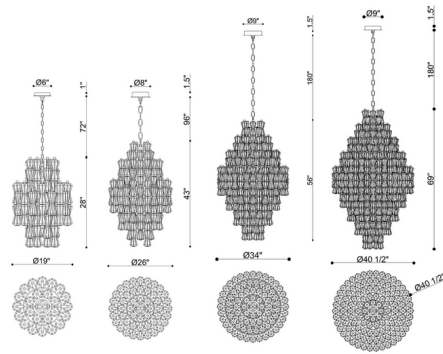 Ø6"
1"
72"
28"
Ø19"
Ø8"
1.5"
96"
43"
Ø26"
Ø9"
1.5"
180"
56"
Ø34"
Ø9"
1.5"
180"
69"
Ø40 1/2"
Ø40 1/2"